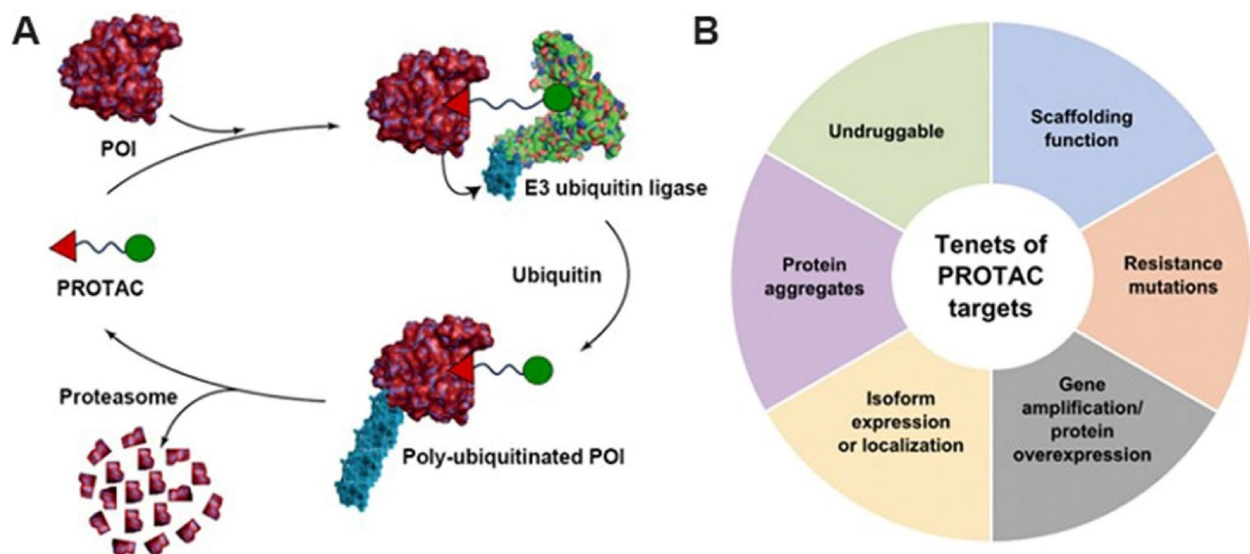 A
POI
E3 ubiquitin ligase
PROTAC
Ubiquitin
Proteasome
Poly-ubiquitinated POI
B
Undruggable
Scaffolding
function
Protein
aggregates
Tenets of
PROTAC
targets
Resistance
mutations
Isoform
expression
or localization
Gene
amplification/
protein
overexpression